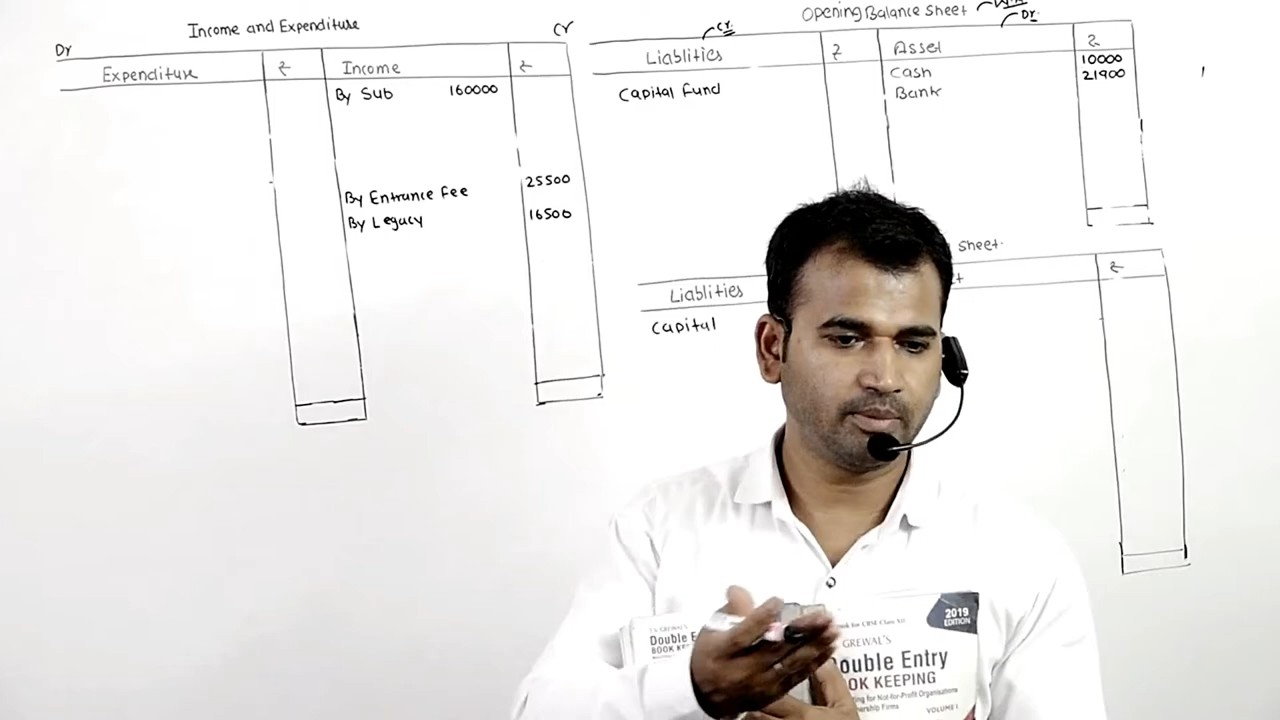 Income and Expenditure
Dr
Cr
Expenditure ₹ Income ₹
By Sub 160000
By Entrance Fee 25500
By Legacy 16500
Opening Balance Sheet
Cr
Dr
Liablities ₹ Asset ₹
Capital Fund
Cash 10000
Bank 21900
Sheet
Liablities ₹
Capital
2019
EDITION
GREWAL'S
Double Entry
BOOK KEEPING
VOLUME I